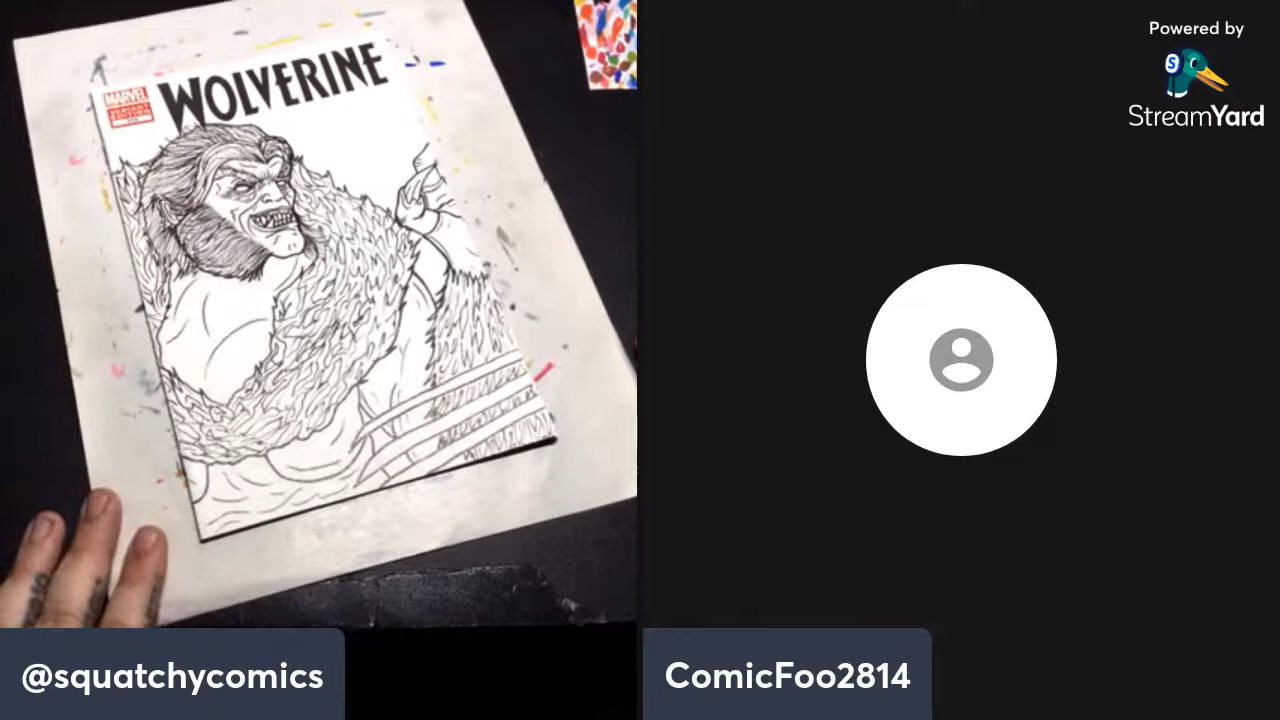 WOLVERINE
MARVEL
VARIANT
EDITION
Powered by
S
StreamYard
@squatchycomics
ComicFoo2814